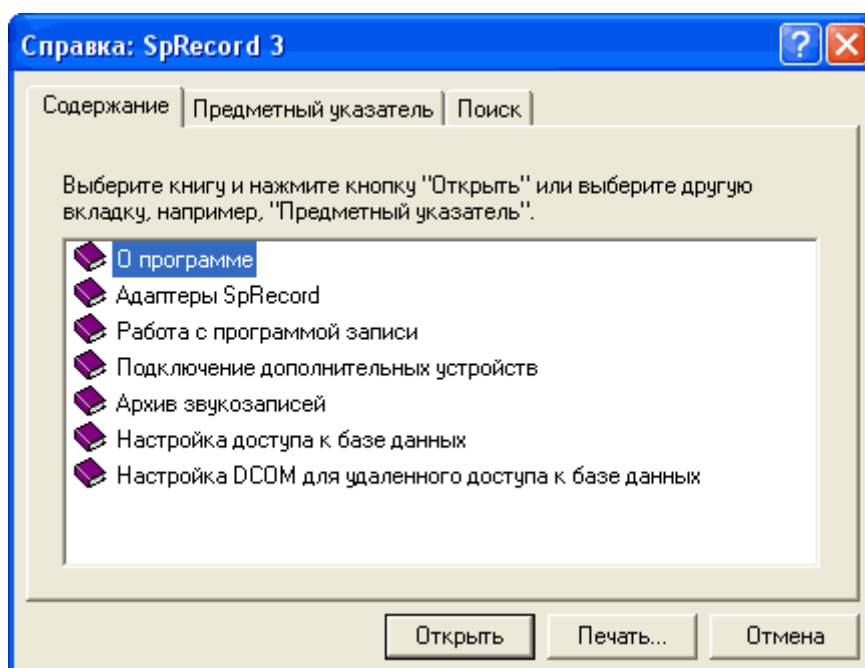 Справка: SpRecord 3
Содержание
Предметный указатель
Поиск
Выберите книгу и нажмите кнопку "Открыть" или выберите другую
вкладку, например, "Предметный указатель".
О программе
Адаптеры SpRecord
Работа с программой записи
Подключение дополнительных устройств
Архив звукозаписей
Настройка доступа к базе данных
Настройка DCOM для удаленного доступа к базе данных
Открыть
Печать...
Отмена